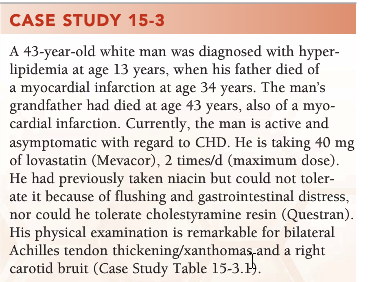 CASE STUDY 15-3
A 43-year-old white man was diagnosed with hyper-
lipidemia at age 13 years, when his father died of
a myocardial infarction at age 34 years. The man’s
grandfather had died at age 43 years, also of a myo-
cardial infarction. Currently, the man is active and
asymptomatic with regard to CHD. He is taking 40 mg
of lovastatin (Mevacor), 2 times/d (maximum dose).
He had previously taken niacin but could not toler-
ate it because of flushing and gastrointestinal distress,
nor could he tolerate cholestyramine resin (Questran).
His physical examination is remarkable for bilateral
Achilles tendon thickening/xanthomas and a right
carotid bruit (Case Study Table 15-3.1).